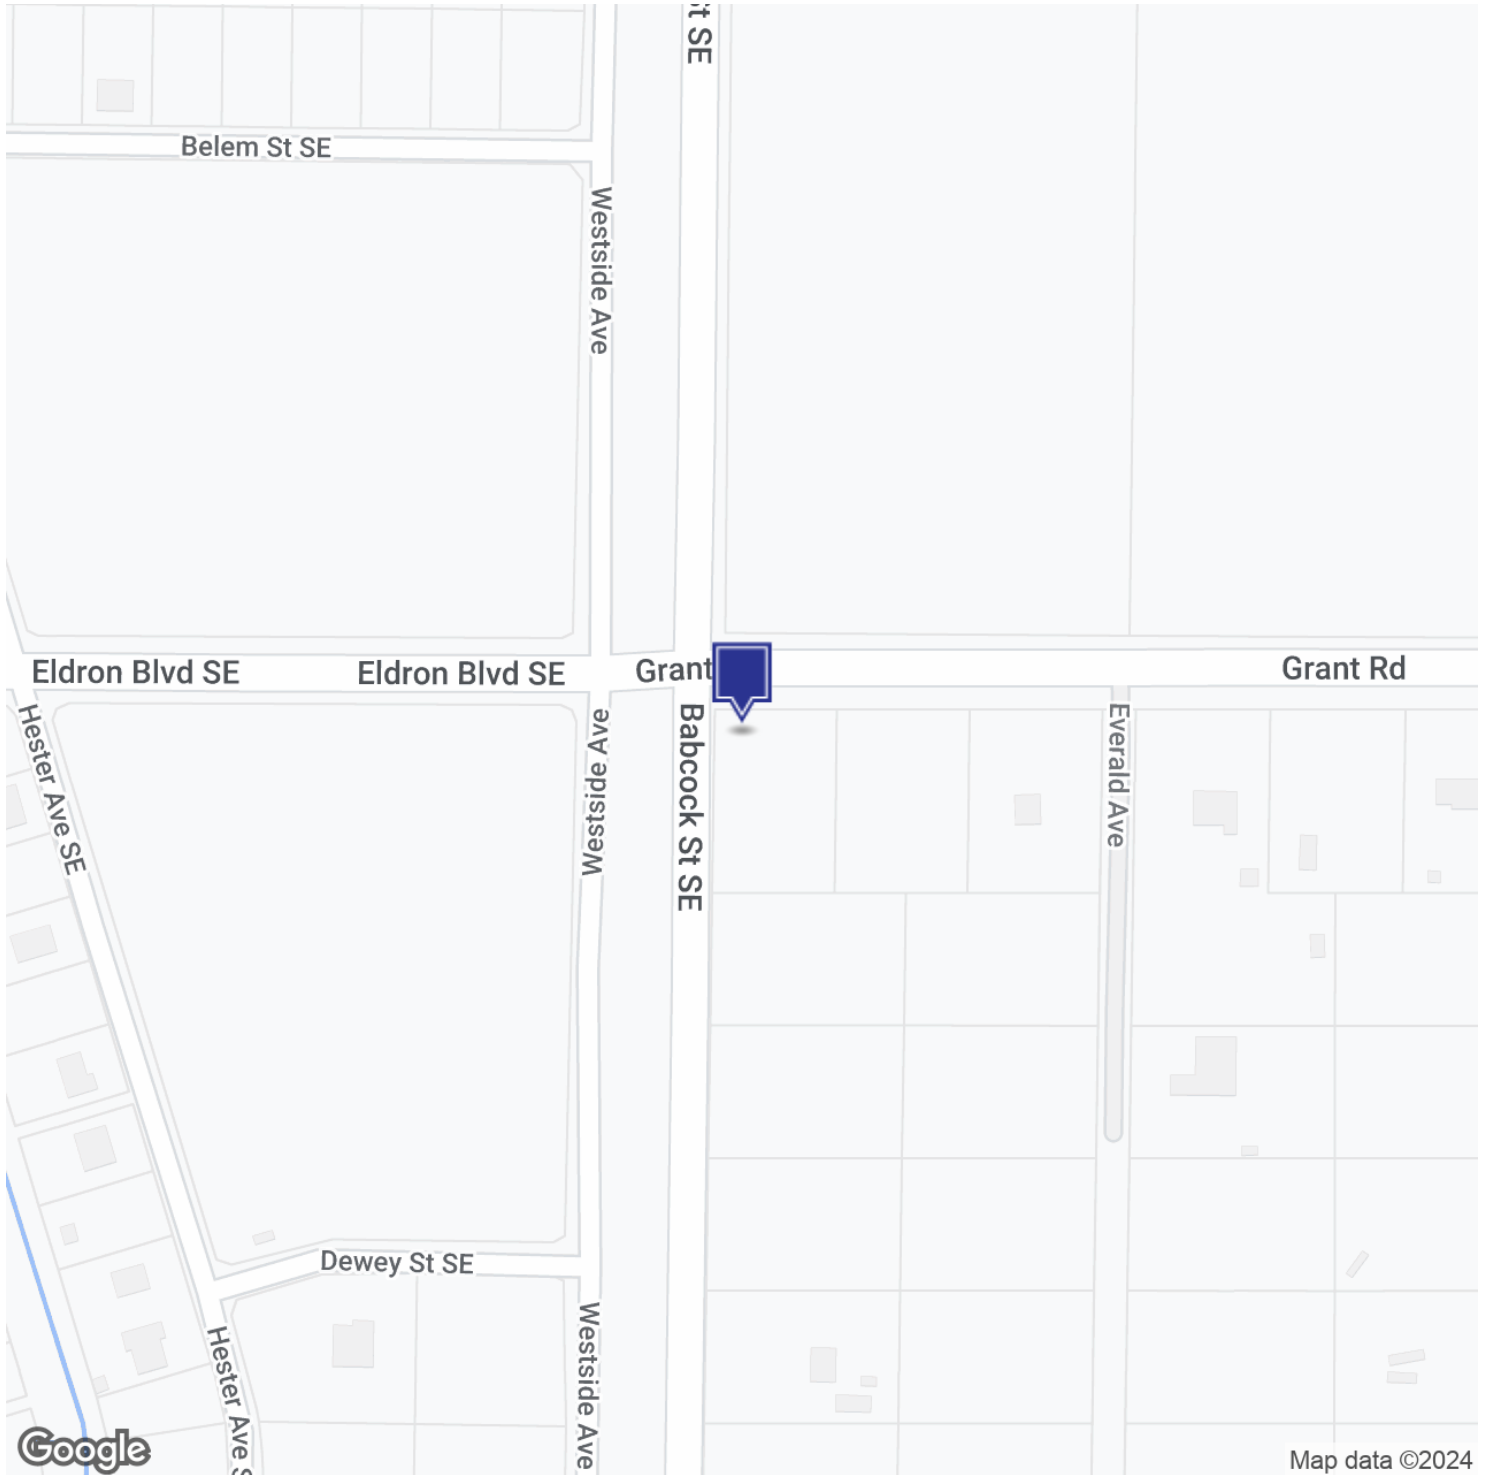 St SE
Belem St SE
Westside Ave
Eldron Blvd SE
Eldron Blvd SE
Grant
Grant Rd
Hester Ave SE
Westside Ave
Babcock St SE
Everald Ave
Dewey St SE
Westside Ave
Hester Ave S
Google
Map data ©2024